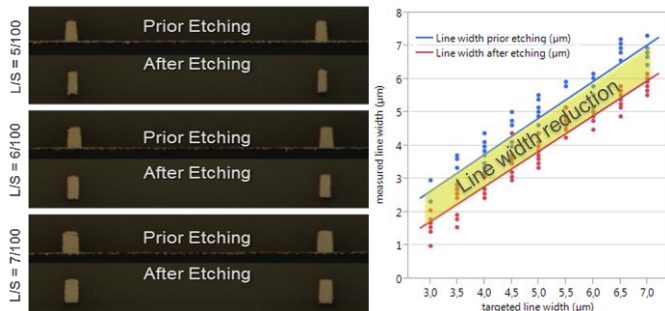 L/S = 5/100
Prior Etching
After Etching
L/S = 6/100
Prior Etching
After Etching
L/S = 7/100
Prior Etching
After Etching
measured line width (µm)
8
7
6
5
4
3
2
1
0
Line width prior etching (µm)
Line width after etching (µm)
Line width reduction
3,0 3,5 4,0 4,5 5,0 5,5 6,0 6,5 7,0
targeted line width (µm)